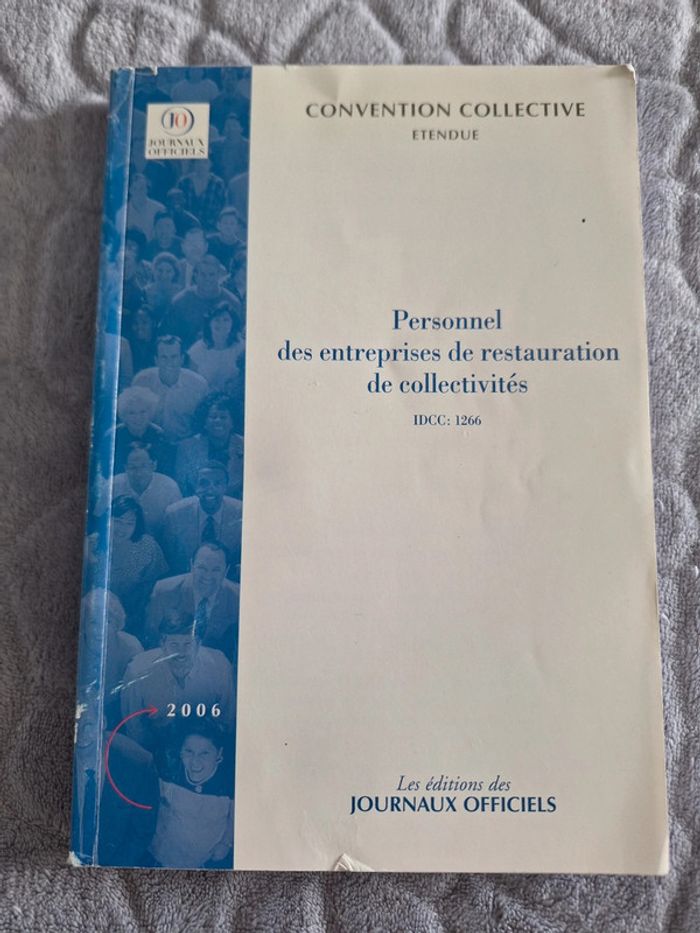 JO
JOURNAUX
OFFICIELS
CONVENTION COLLECTIVE
ETENDUE
Personnel
des entreprises de restauration
de collectivités
IDCC: 1266
2006
Les éditions des
JOURNAUX OFFICIELS